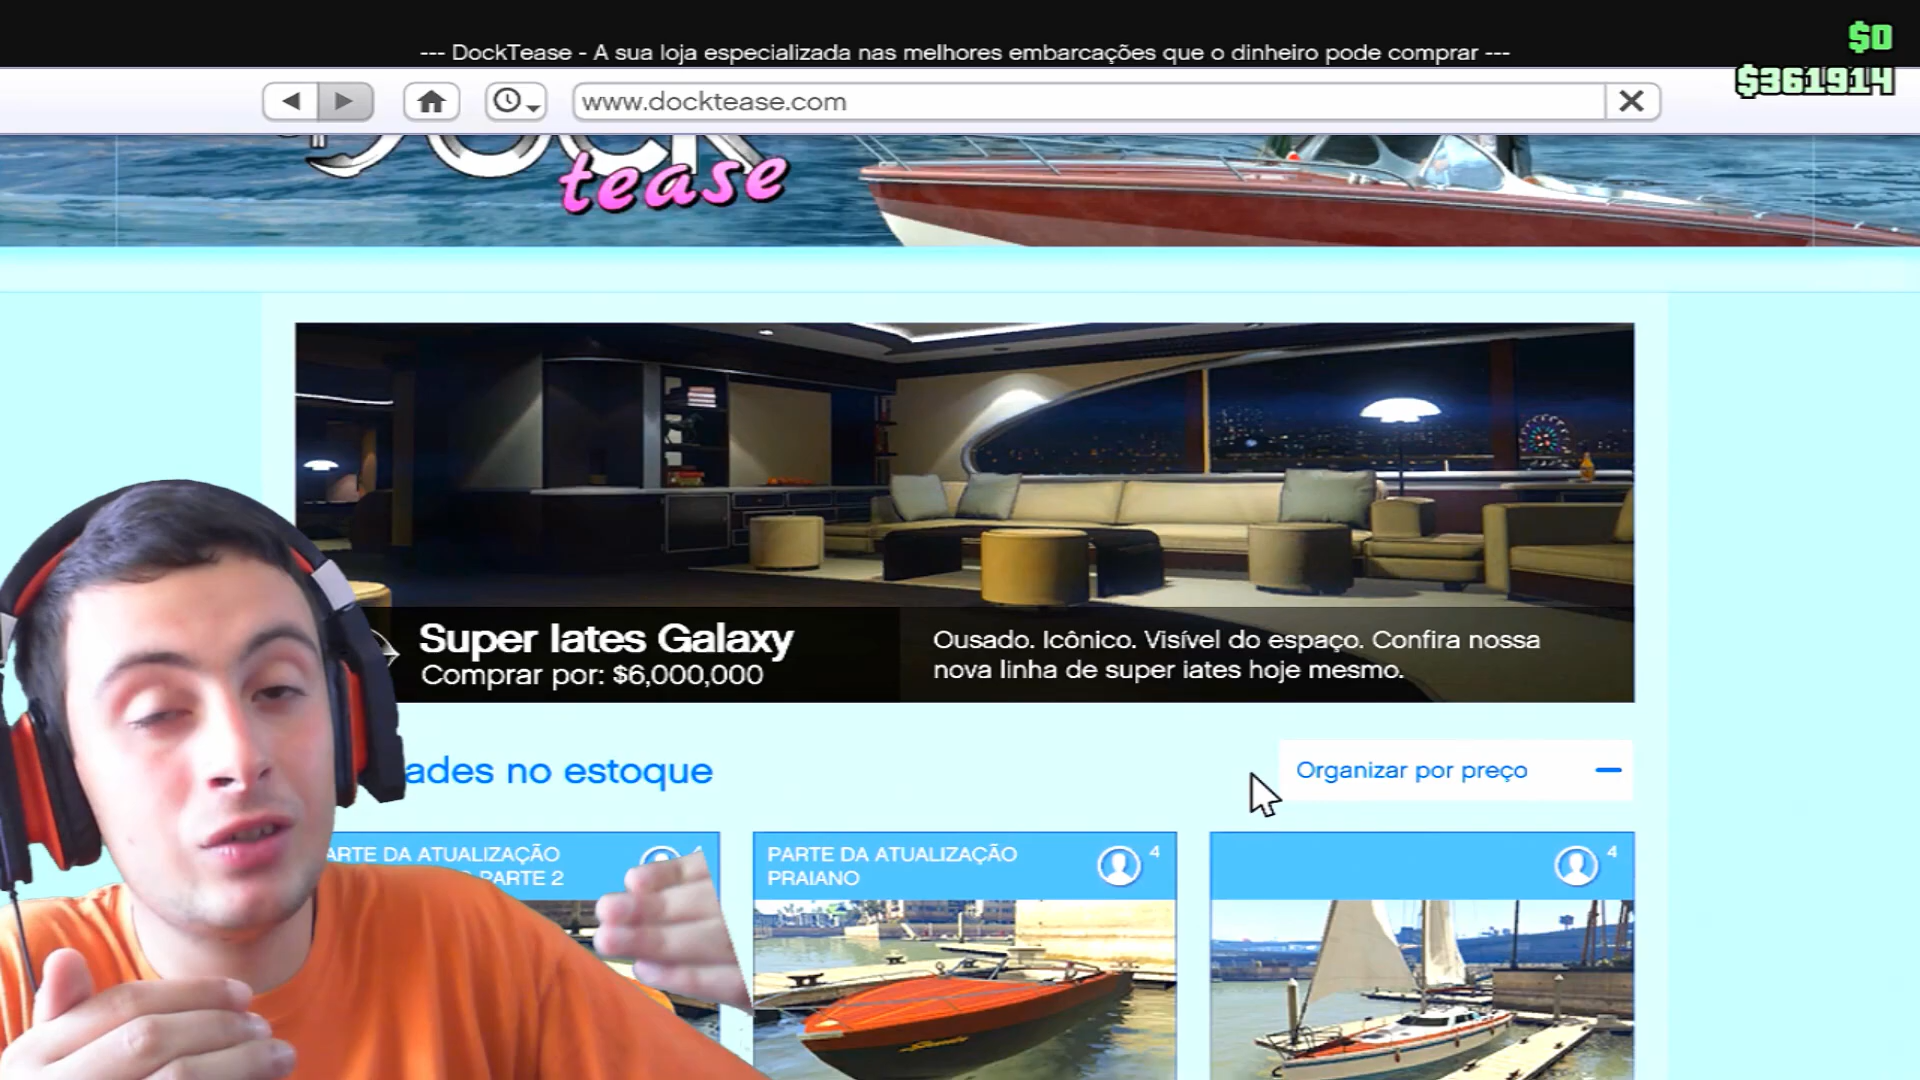 --- DockTease - A sua loja especializada nas melhores embarcações que o dinheiro pode comprar ---
$0
$361914
www.docktease.com
Dock
tease
Super Iates Galaxy
Comprar por: $6,000,000
Ousado. Icônico. Visível do espaço. Confira nossa
nova linha de super iates hoje mesmo.
no estoque
Organizar por preço
DA ATUALIZAÇÃO
PARTE 2
4
PARTE DA ATUALIZAÇÃO
PRAIANO
4
4